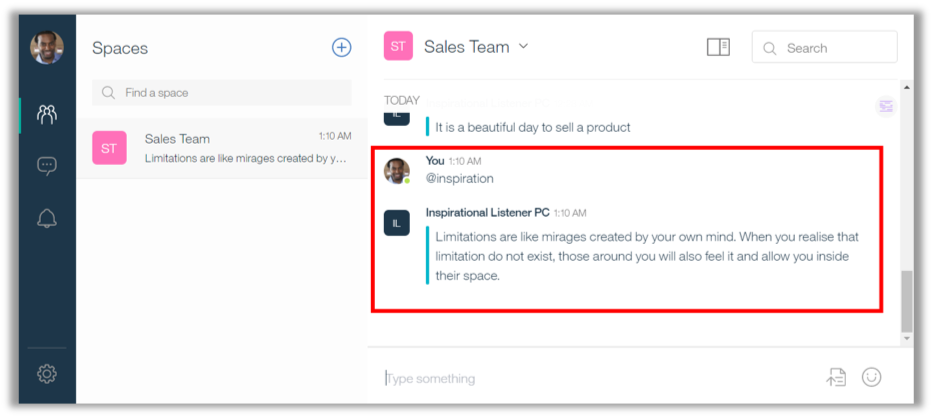 Spaces
Find a space
ST
Sales Team
1:10 AM
Limitations are like mirages created by y...
ST
Sales Team
Search
TODAY
IL
It is a beautiful day to sell a product
You 1:10 AM
@inspiration
IL
Inspirational Listener PC 1:10 AM
Limitations are like mirages created by your own mind. When you realise that
limitation do not exist, those around you will also feel it and allow you inside
their space.
Type something